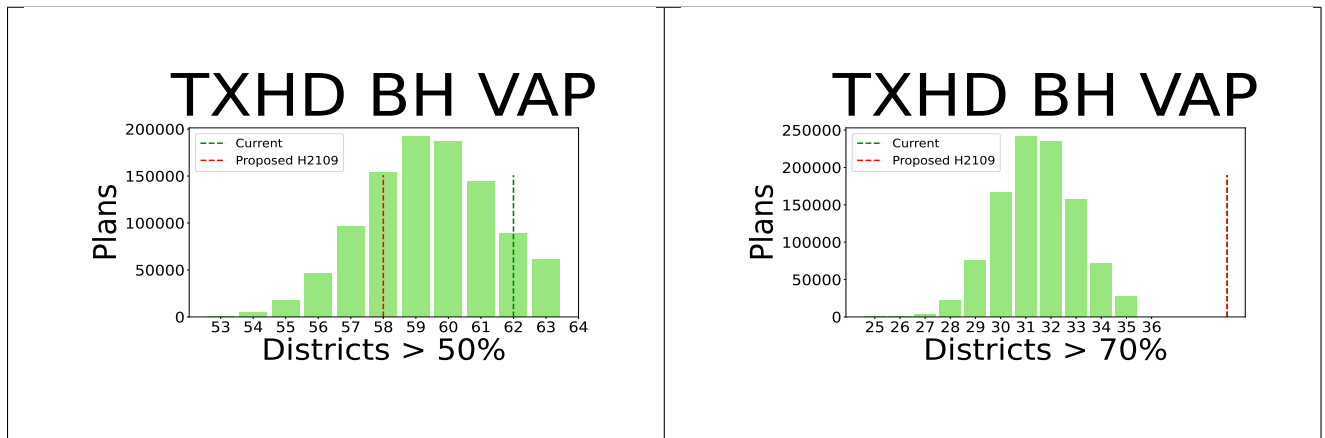 TXHD BH VAP
200000
150000
100000
50000
0
Plans
Current
Proposed H2109
53 54 55 56 57 58 59 60 61 62 63 64
Districts > 50%
TXHD BH VAP
250000
200000
150000
100000
50000
0
Plans
Current
Proposed H2109
25 26 27 28 29 30 31 32 33 34 35 36
Districts > 70%